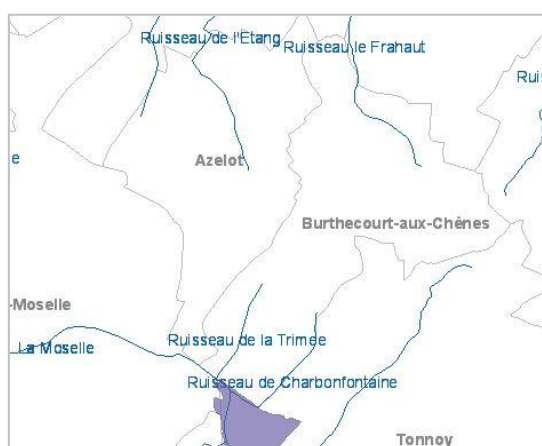 Ruisseau de l'Etang
Ruisseau le Frahaut
Ruis
e
Azelot
Burthecourt-aux-Chênes
-Moselle
Ruisseau de la Trimée
La Moselle
Ruisseau de Charbonfontaine
Tonnoy